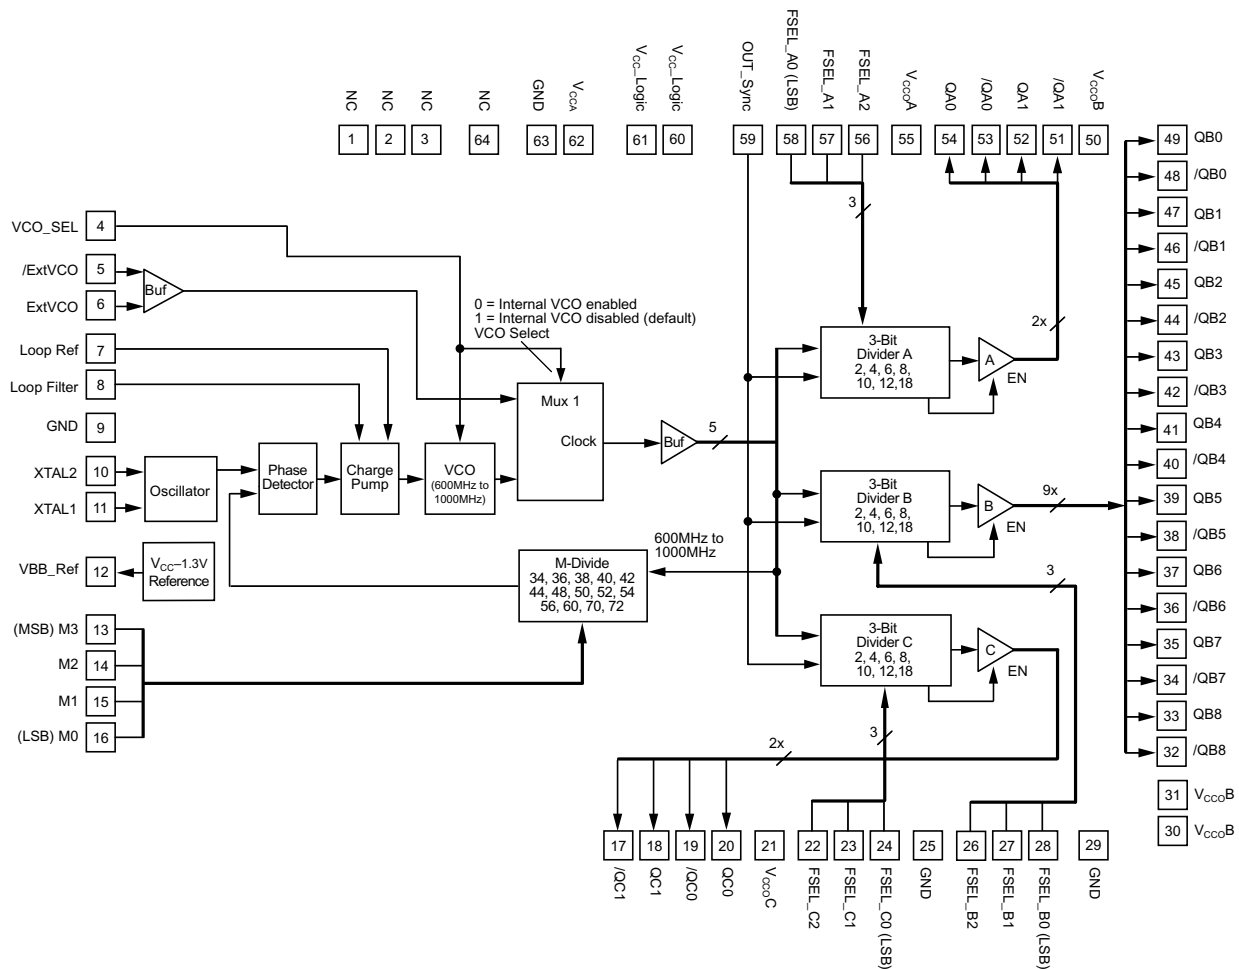 NC
NC
NC
NC
GND
VCCA
VCC_Logic
VCC_Logic
OUT_Sync
FSEL_A0 (LSB)
FSEL_A1
FSEL_A2
VCCOA
QA0
/QA0
QA1
/QA1
VCCOB
1
2
3
64
63
62
61
60
59
58
57
56
55
54
53
52
51
50
49 QB0
48 /QB0
47 QB1
46 /QB1
45 QB2
44 /QB2
43 QB3
42 /QB3
41 QB4
40 /QB4
39 QB5
38 /QB5
37 QB6
36 /QB6
35 QB7
34 /QB7
33 QB8
32 /QB8
31 VCCOB
30 VCCOB
VCO_SEL 4
/ExtVCO 5
ExtVCO 6
Buf
Loop Ref 7
Loop Filter 8
GND 9
XTAL2 10
XTAL1 11
VBB_Ref 12
(MSB) M3 13
M2 14
M1 15
(LSB) M0 16
Oscillator
Phase
Detector
Charge
Pump
VCO
(600MHz to
1000MHz)
VCC–1.3V
Reference
0 = Internal VCO enabled
1 = Internal VCO disabled (default)
VCO Select
Mux 1
Clock
Buf
5
M-Divide
34, 36, 38, 40, 42
44, 48, 50, 52, 54
56, 60, 70, 72
600MHz to
1000MHz
3
3-Bit
Divider A
2, 4, 6, 8,
10, 12,18
A
EN
2x
3-Bit
Divider B
2, 4, 6, 8,
10, 12,18
B
EN
9x
3
3-Bit
Divider C
2, 4, 6, 8,
10, 12,18
C
EN
3
2x
17
18
19
20
21
22
23
24
25
26
27
28
29
/QC1
QC1
/QC0
QC0
VCCOC
FSEL_C2
FSEL_C1
FSEL_C0 (LSB)
GND
FSEL_B2
FSEL_B1
FSEL_B0 (LSB)
GND